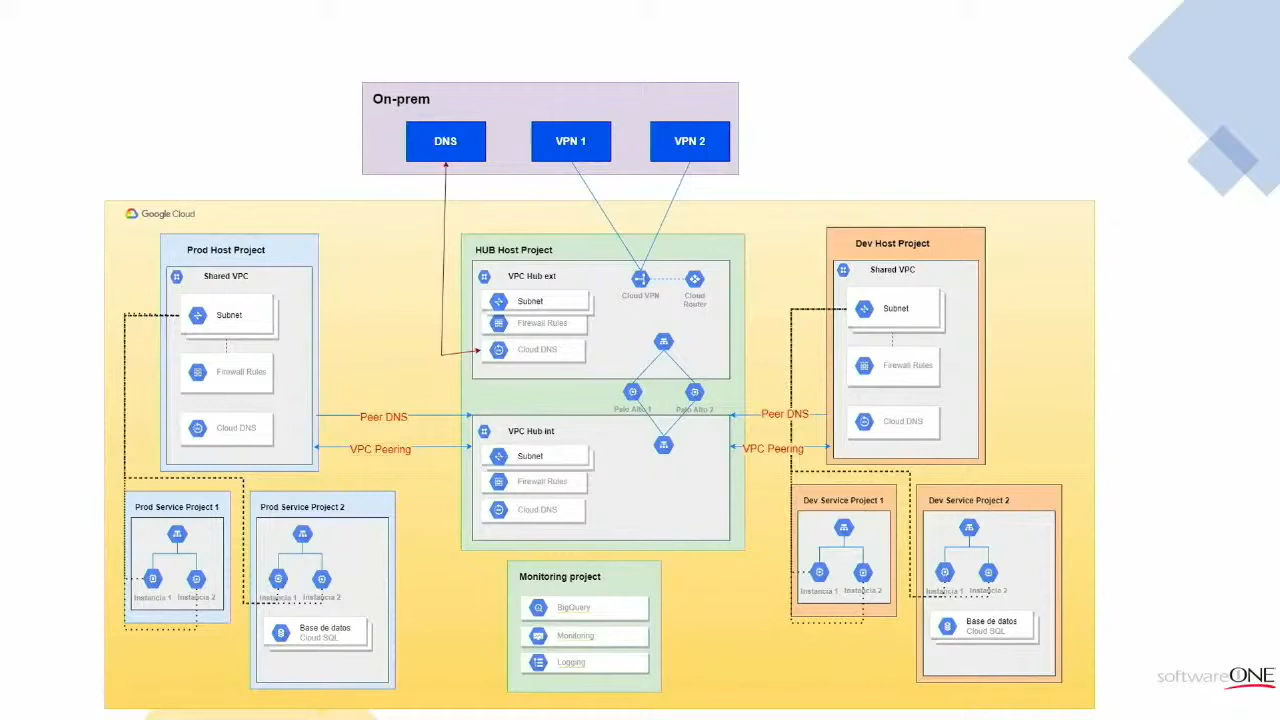 On-prem
DNS
VPN 1
VPN 2
Google Cloud
Prod Host Project
Shared VPC
Subnet
Firewall Rules
Cloud DNS
HUB Host Project
VPC Hub ext
Subnet
Firewall Rules
Cloud DNS
Cloud VPN
Cloud
Router
Palo Alto 1
Palo Alto 2
VPC Hub int
Subnet
Firewall Rules
Cloud DNS
Dev Host Project
Shared VPC
Subnet
Firewall Rules
Cloud DNS
Peer DNS
VPC Peering
Peer DNS
VPC Peering
Prod Service Project 1
Instancia 1
Instancia 2
Prod Service Project 2
Instancia 1
Instancia 2
Base de datos
Cloud SQL
Monitoring project
BigQuery
Monitoring
Logging
Dev Service Project 1
Instancia 1
Instancia 2
Dev Service Project 2
Instancia 1
Instancia 2
Base de datos
Cloud SQL
softwareONE